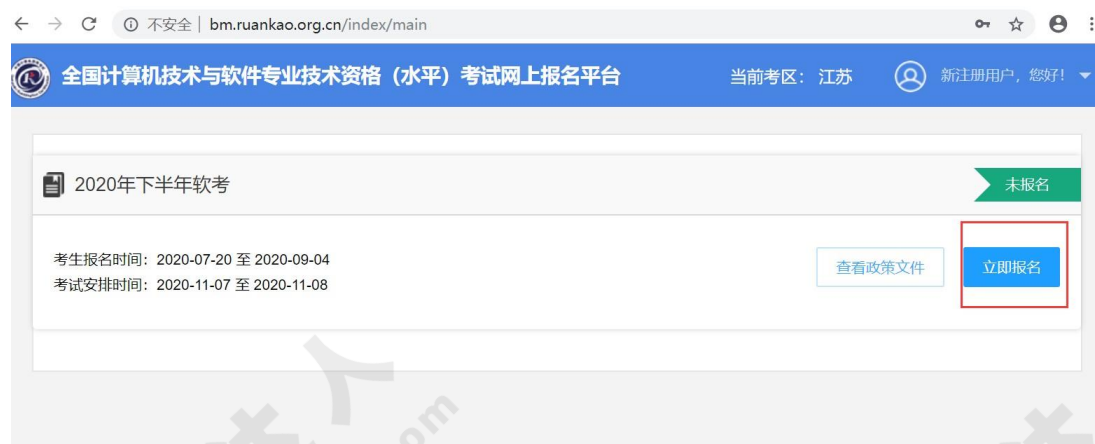 不安全 | bm.ruankao.org.cn/index/main
全国计算机技术与软件专业技术资格（水平）考试网上报名平台 当前考区：江苏 新注册用户，您好！
2020年下半年软考 未报名
考生报名时间：2020-07-20 至 2020-09-04
考试安排时间：2020-11-07 至 2020-11-08
查看政策文件 立即报名
人
om